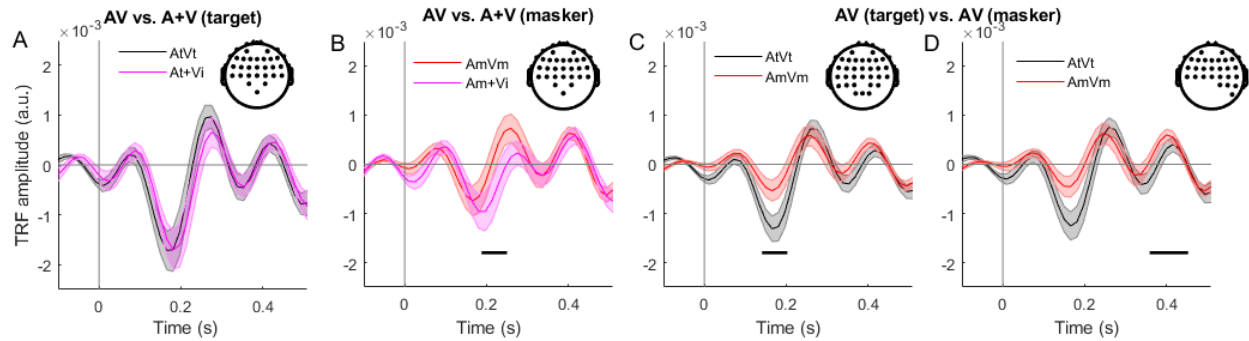 AV vs. A+V (target)
AV vs. A+V (masker)
AV (target) vs. AV (masker)
A
×10⁻³
AtVt
At+Vi
2
1
0
-1
-2
TRF amplitude (a.u.)
0
0.2
0.4
Time (s)
B
×10⁻³
AmVm
Am+Vi
2
1
0
-1
-2
0
0.2
0.4
Time (s)
C
×10⁻³
AtVt
AmVm
2
1
0
-1
-2
0
0.2
0.4
Time (s)
D
×10⁻³
AtVt
AmVm
2
1
0
-1
-2
0
0.2
0.4
Time (s)